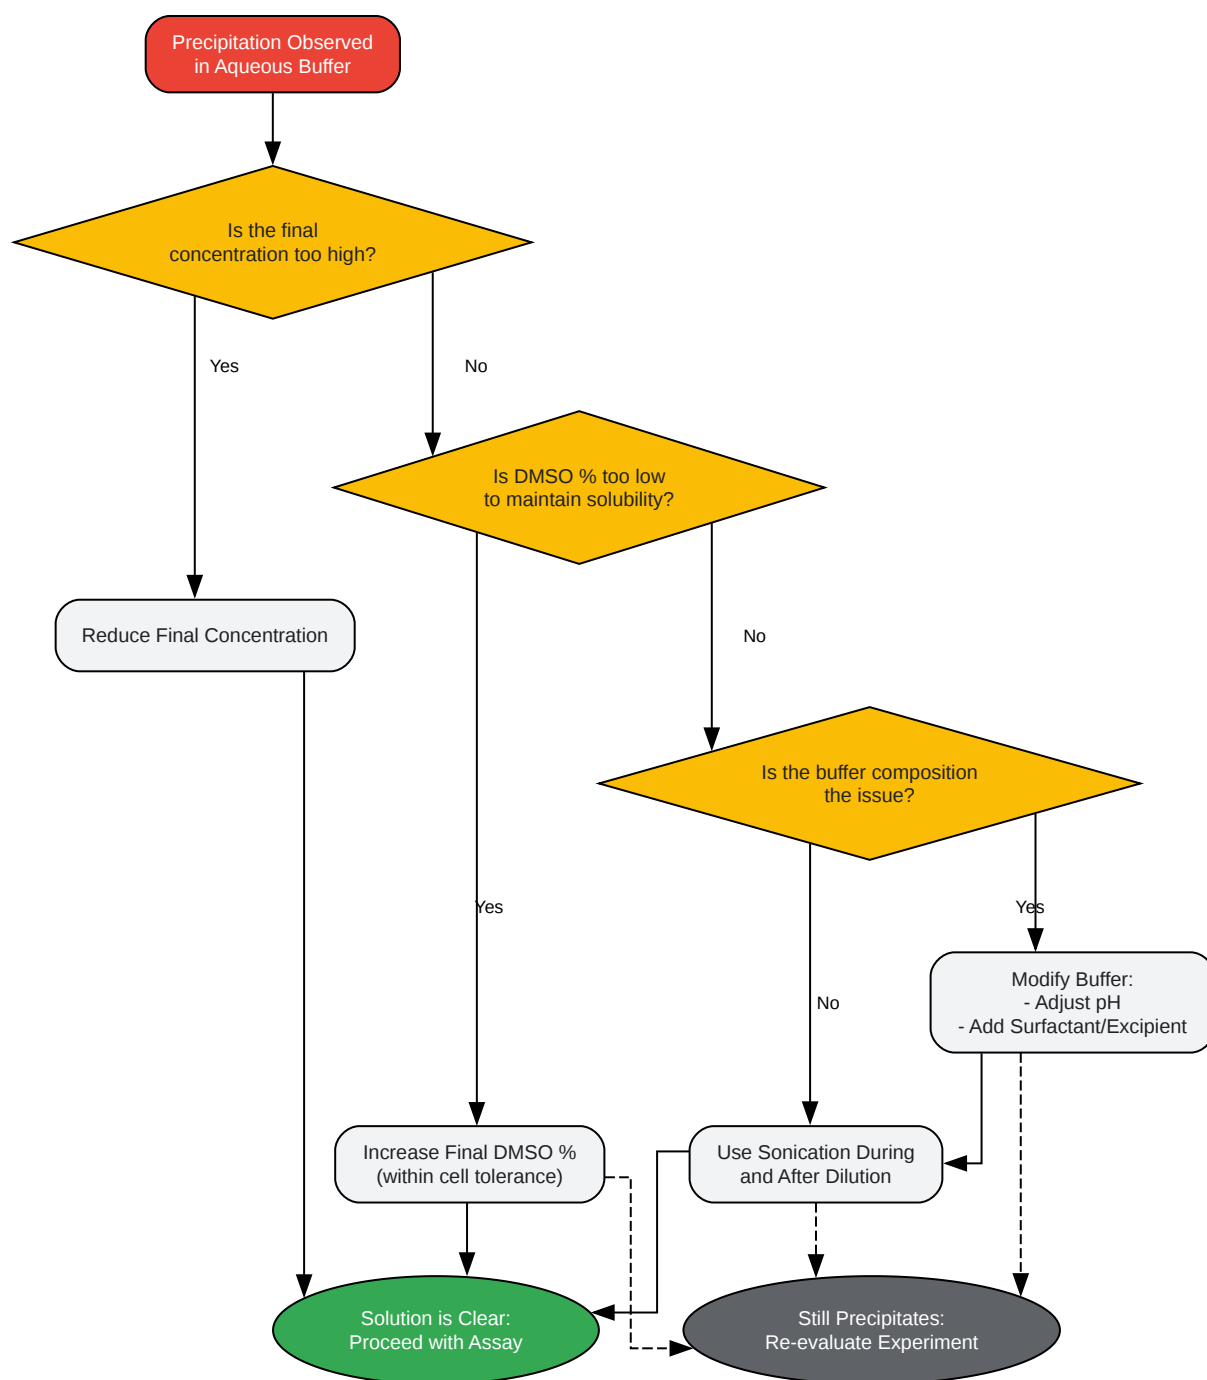 Precipitation Observed
in Aqueous Buffer
Is the final
concentration too high?
Yes
No
Is DMSO % too low
to maintain solubility?
Reduce Final Concentration
No
Is the buffer composition
the issue?
Yes
Yes
Modify Buffer:
- Adjust pH
- Add Surfactant/Excipient
No
Increase Final DMSO %
(within cell tolerance)
Use Sonication During
and After Dilution
Solution is Clear:
Proceed with Assay
Still Precipitates:
Re-evaluate Experiment